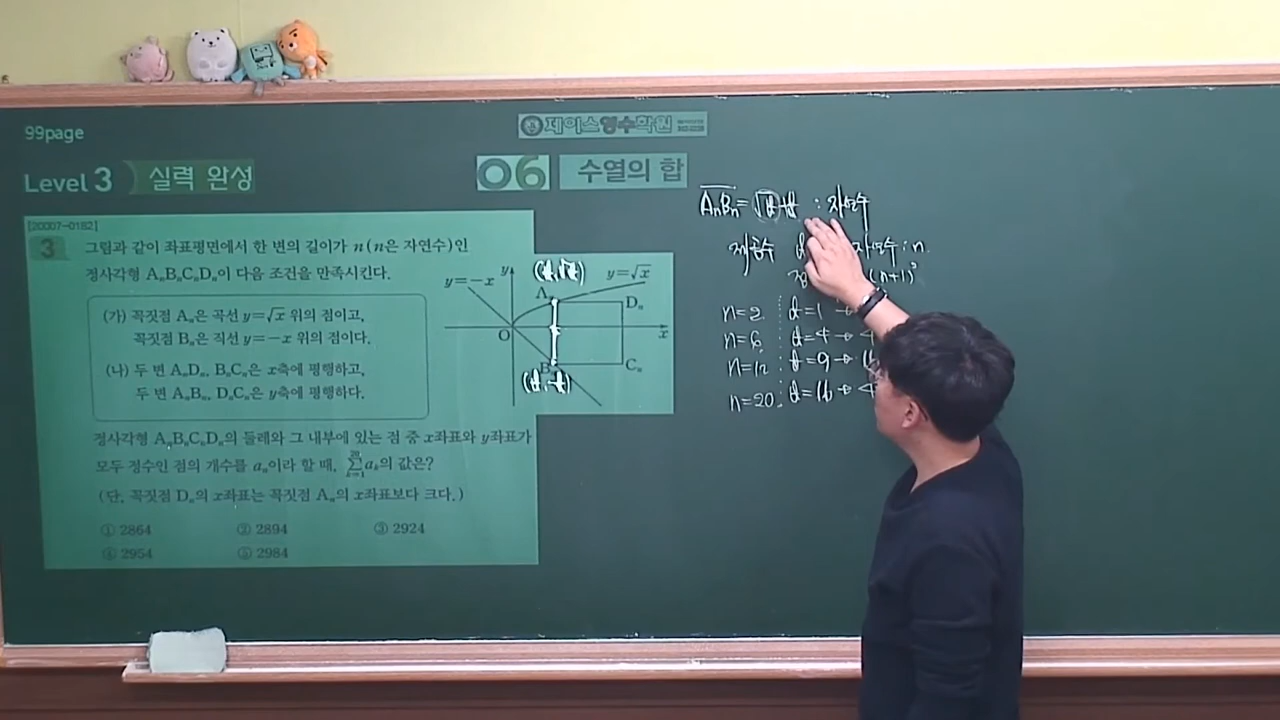 99page
제이스영수학원
Level 3 실력 완성
06 수열의 합
[20007-0182]
3 그림과 같이 좌표평면에서 한 변의 길이가 n(n은 자연수)인
정사각형 AₙBₙCₙDₙ이 다음 조건을 만족시킨다.
(가) 꼭짓점 Aₙ은 곡선 y=√x 위의 점이고,
꼭짓점 Bₙ은 직선 y=-x 위의 점이다.
(나) 두 변 AₙDₙ, BₙCₙ은 x축에 평행하고,
두 변 AₙBₙ, DₙCₙ은 y축에 평행하다.
y=-x
y
y=√x
A
Dₙ
O
x
B
Cₙ
정사각형 AₙBₙCₙDₙ의 둘레와 그 내부에 있는 점 중 x좌표와 y좌표가
모두 정수인 점의 개수를 aₙ이라 할 때, ∑ aₖ의 값은?
(단, 꼭짓점 Dₙ의 x좌표는 꼭짓점 Aₙ의 x좌표보다 크다.)
① 2864 ② 2894 ③ 2924
④ 2954 ⑤ 2984
AₙBₙ= : 자연수
제곱수 자연수 : n
(n+1)²
n=2
n=6
n=12
n=20